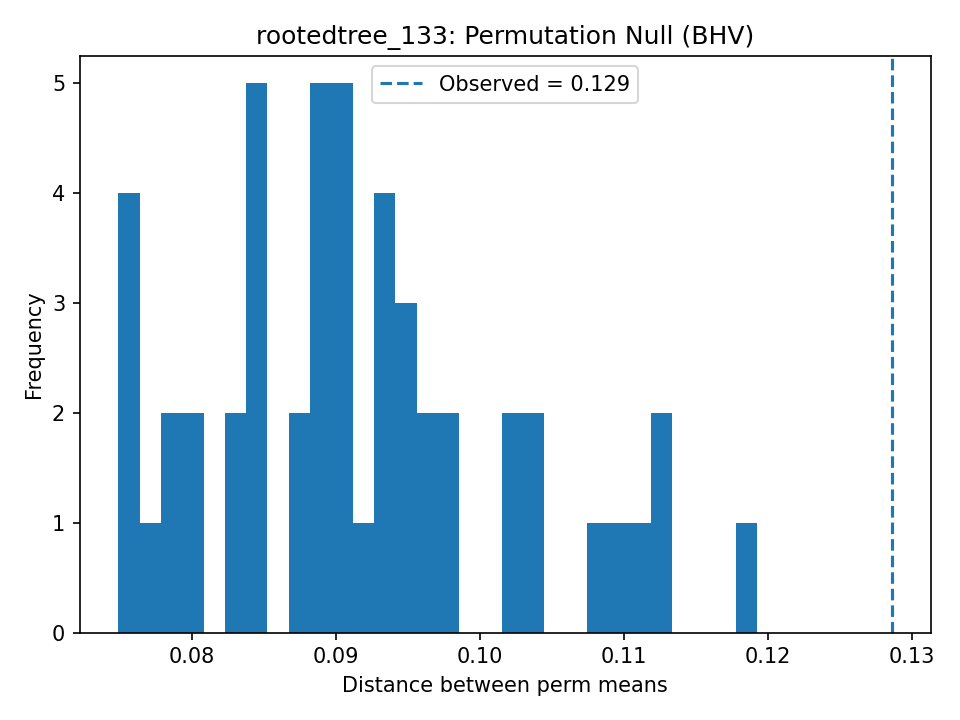 rootedtree_133: Permutation Null (BHV)
Observed = 0.129
5
4
3
2
1
0
Frequency
0.08 0.09 0.10 0.11 0.12 0.13
Distance between perm means